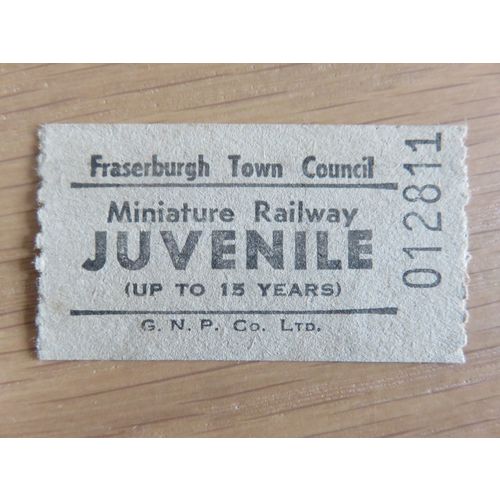 Fraserburgh Town Council
Miniature Railway
JUVENILE
(UP TO 15 YEARS)
G. N. P. Co. Ltd.
012811